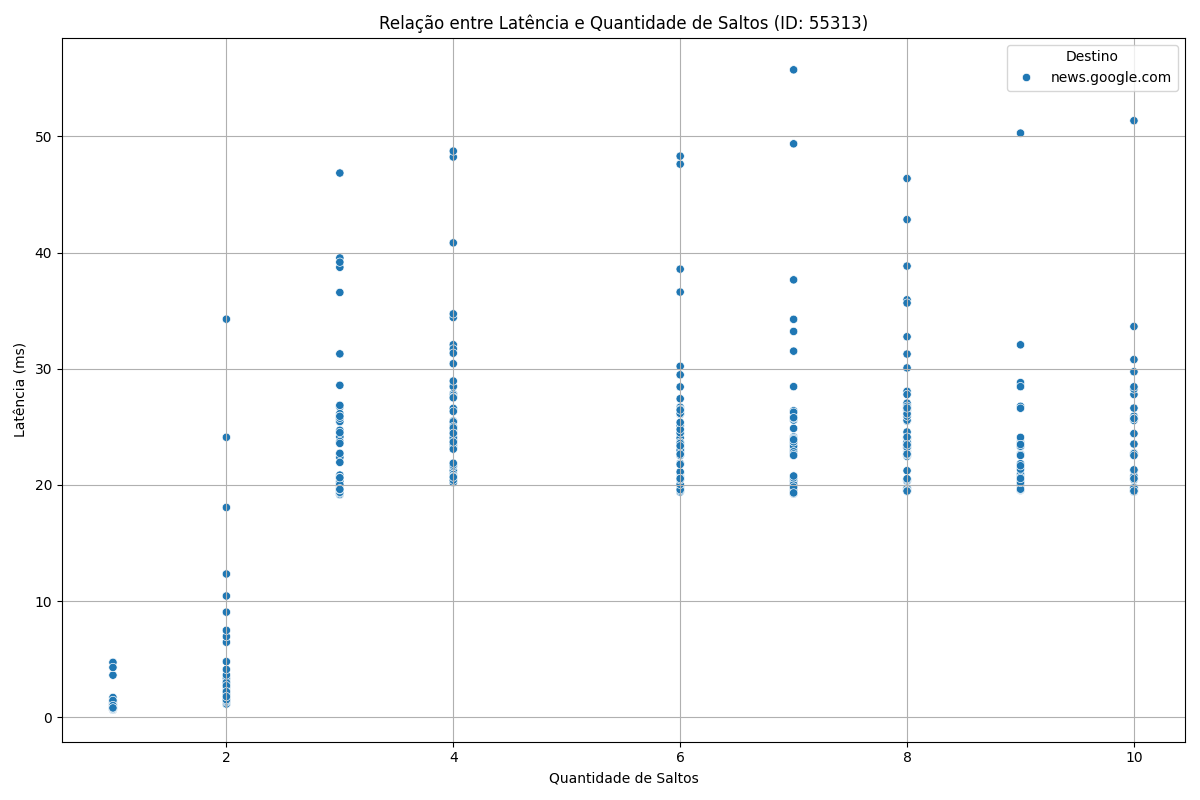 Relação entre Latência e Quantidade de Saltos (ID: 55313)
Destino
news.google.com
Latência (ms)
50
40
30
20
10
0
2 4 6 8 10
Quantidade de Saltos